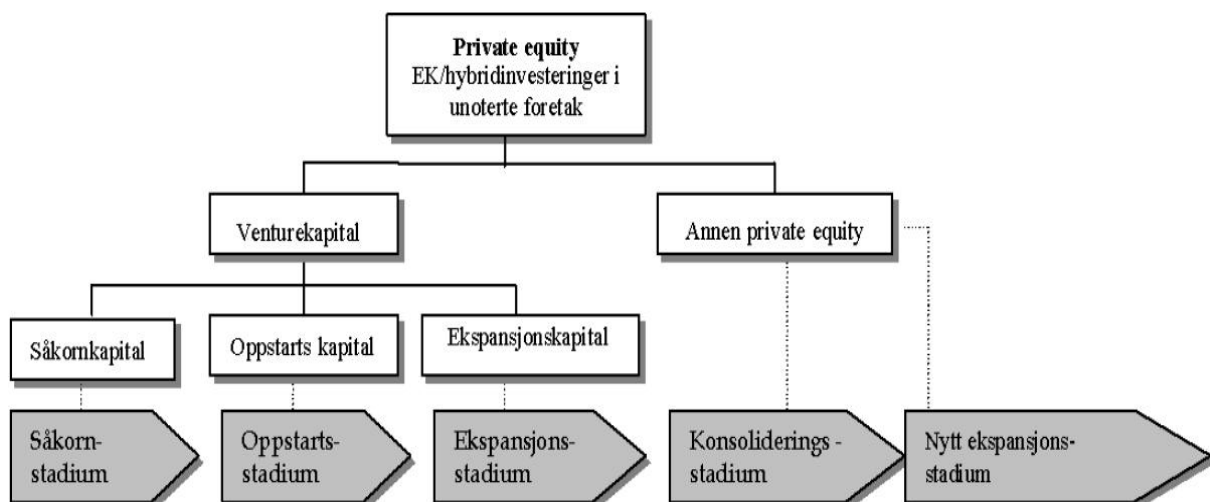 Private equity
EK/hybridinvesteringer i
unoterte foretak
Venturekapital
Annen private equity
Såkornkapital
Oppstarts kapital
Ekspansjonskapital
Såkorn-
stadium
Oppstarts-
stadium
Ekspansjons-
stadium
Konsoliderings -
stadium
Nytt ekspansjons-
stadium